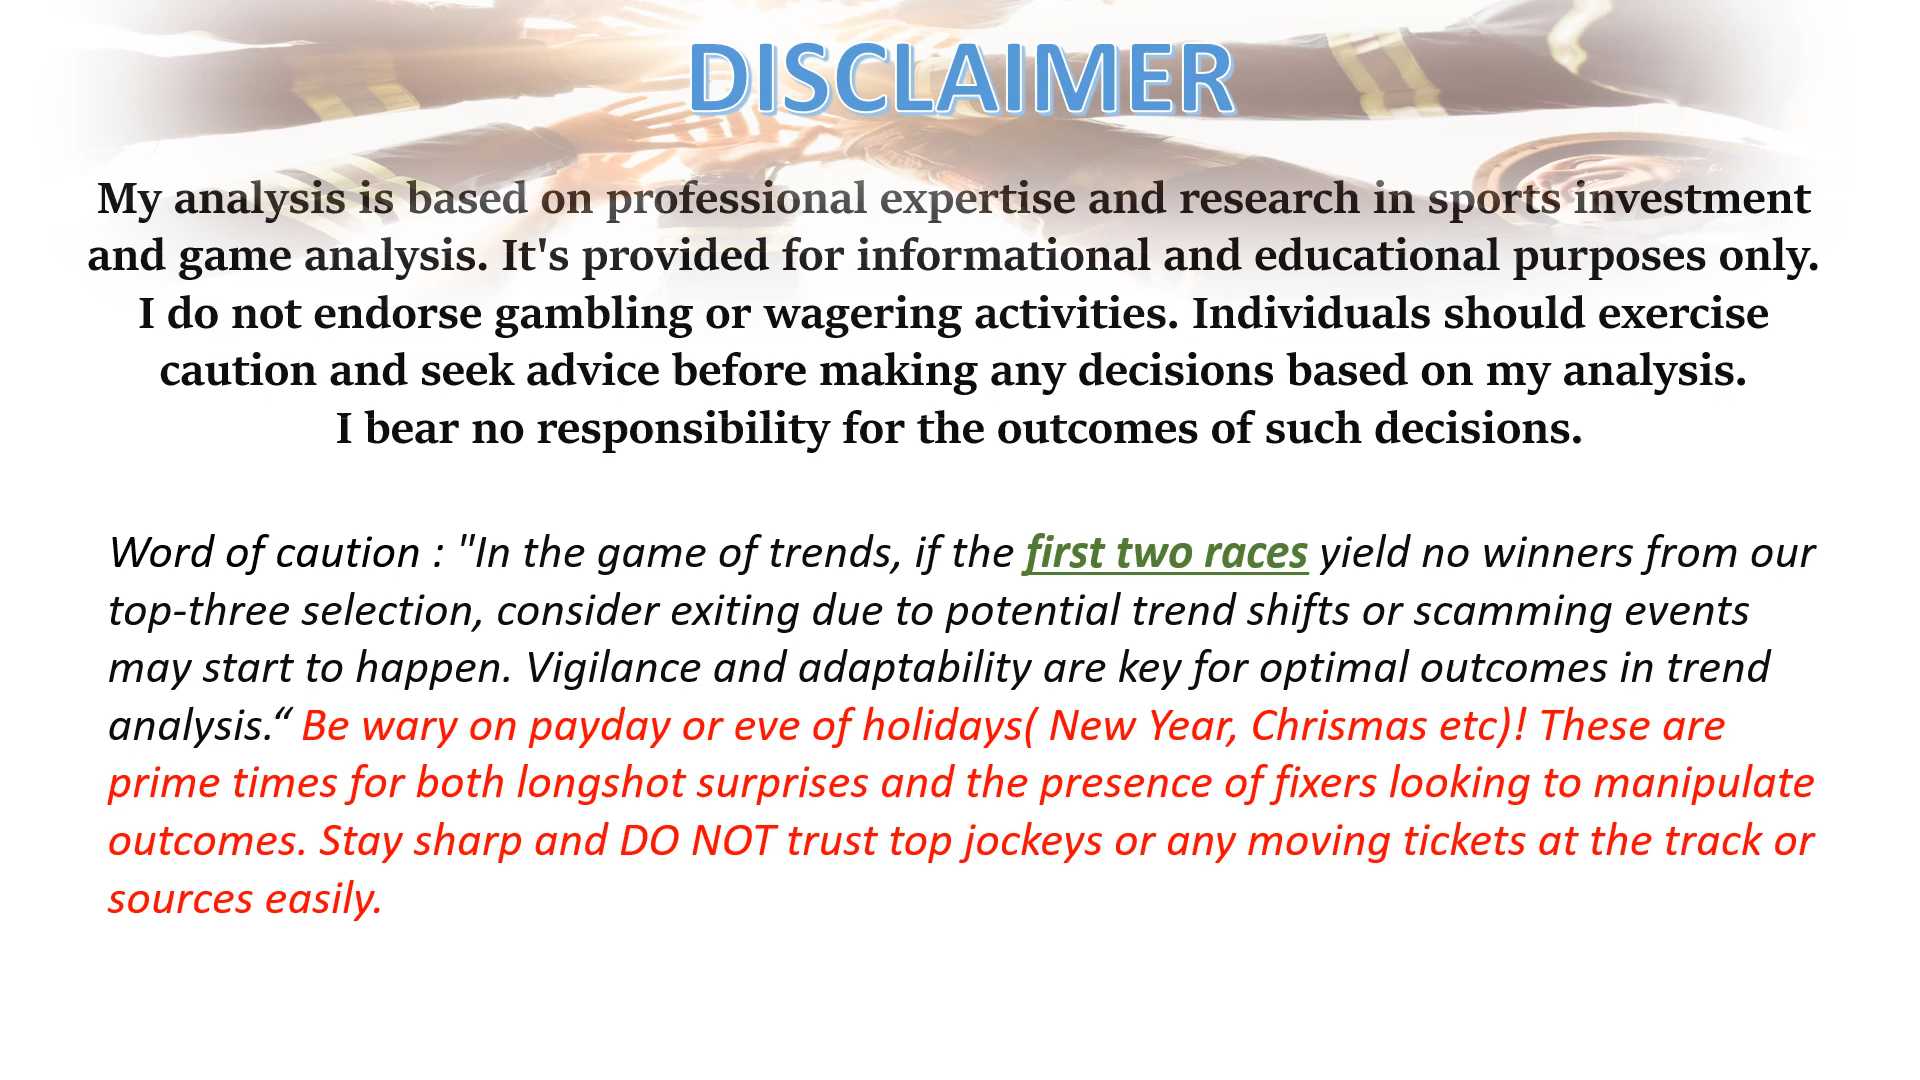 DISCLAIMER
My analysis is based on professional expertise and research in sports investment
and game analysis. It's provided for informational and educational purposes only.
I do not endorse gambling or wagering activities. Individuals should exercise
caution and seek advice before making any decisions based on my analysis.
I bear no responsibility for the outcomes of such decisions.
Word of caution : "In the game of trends, if the first two races yield no winners from our
top-three selection, consider exiting due to potential trend shifts or scamming events
may start to happen. Vigilance and adaptability are key for optimal outcomes in trend
analysis.“ Be wary on payday or eve of holidays( New Year, Chrismas etc)! These are
prime times for both longshot surprises and the presence of fixers looking to manipulate
outcomes. Stay sharp and DO NOT trust top jockeys or any moving tickets at the track or
sources easily.